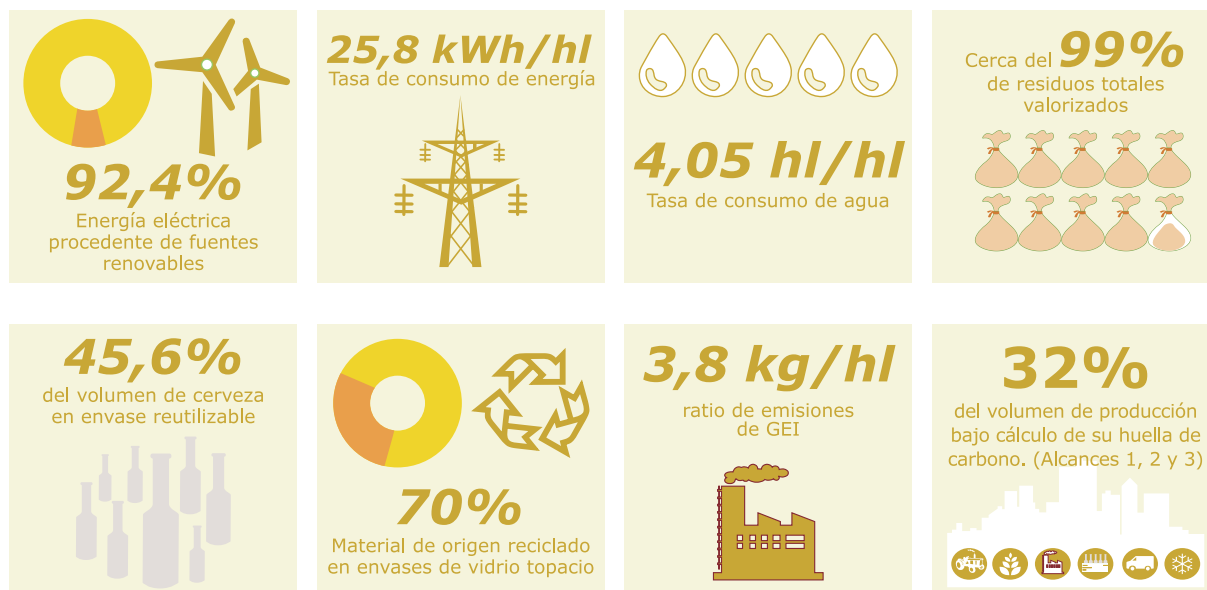 92,4%
Energía eléctrica
procedente de fuentes
renovables
25,8 kWh/hl
Tasa de consumo de energía
4,05 hl/hl
Tasa de consumo de agua
Cerca del 99%
de residuos totales
valorizados
45,6%
del volumen de cerveza
en envase reutilizable
70%
Material de origen reciclado
en envases de vidrio topacio
3,8 kg/hl
ratio de emisiones
de GEI
32%
del volumen de producción
bajo cálculo de su huella de
carbono. (Alcances 1, 2 y 3)